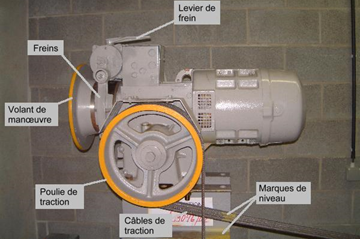 Levier de
frein
Freins
Volant de
manœuvre
Poulie de
traction
Câbles de
traction
Marques de
niveau